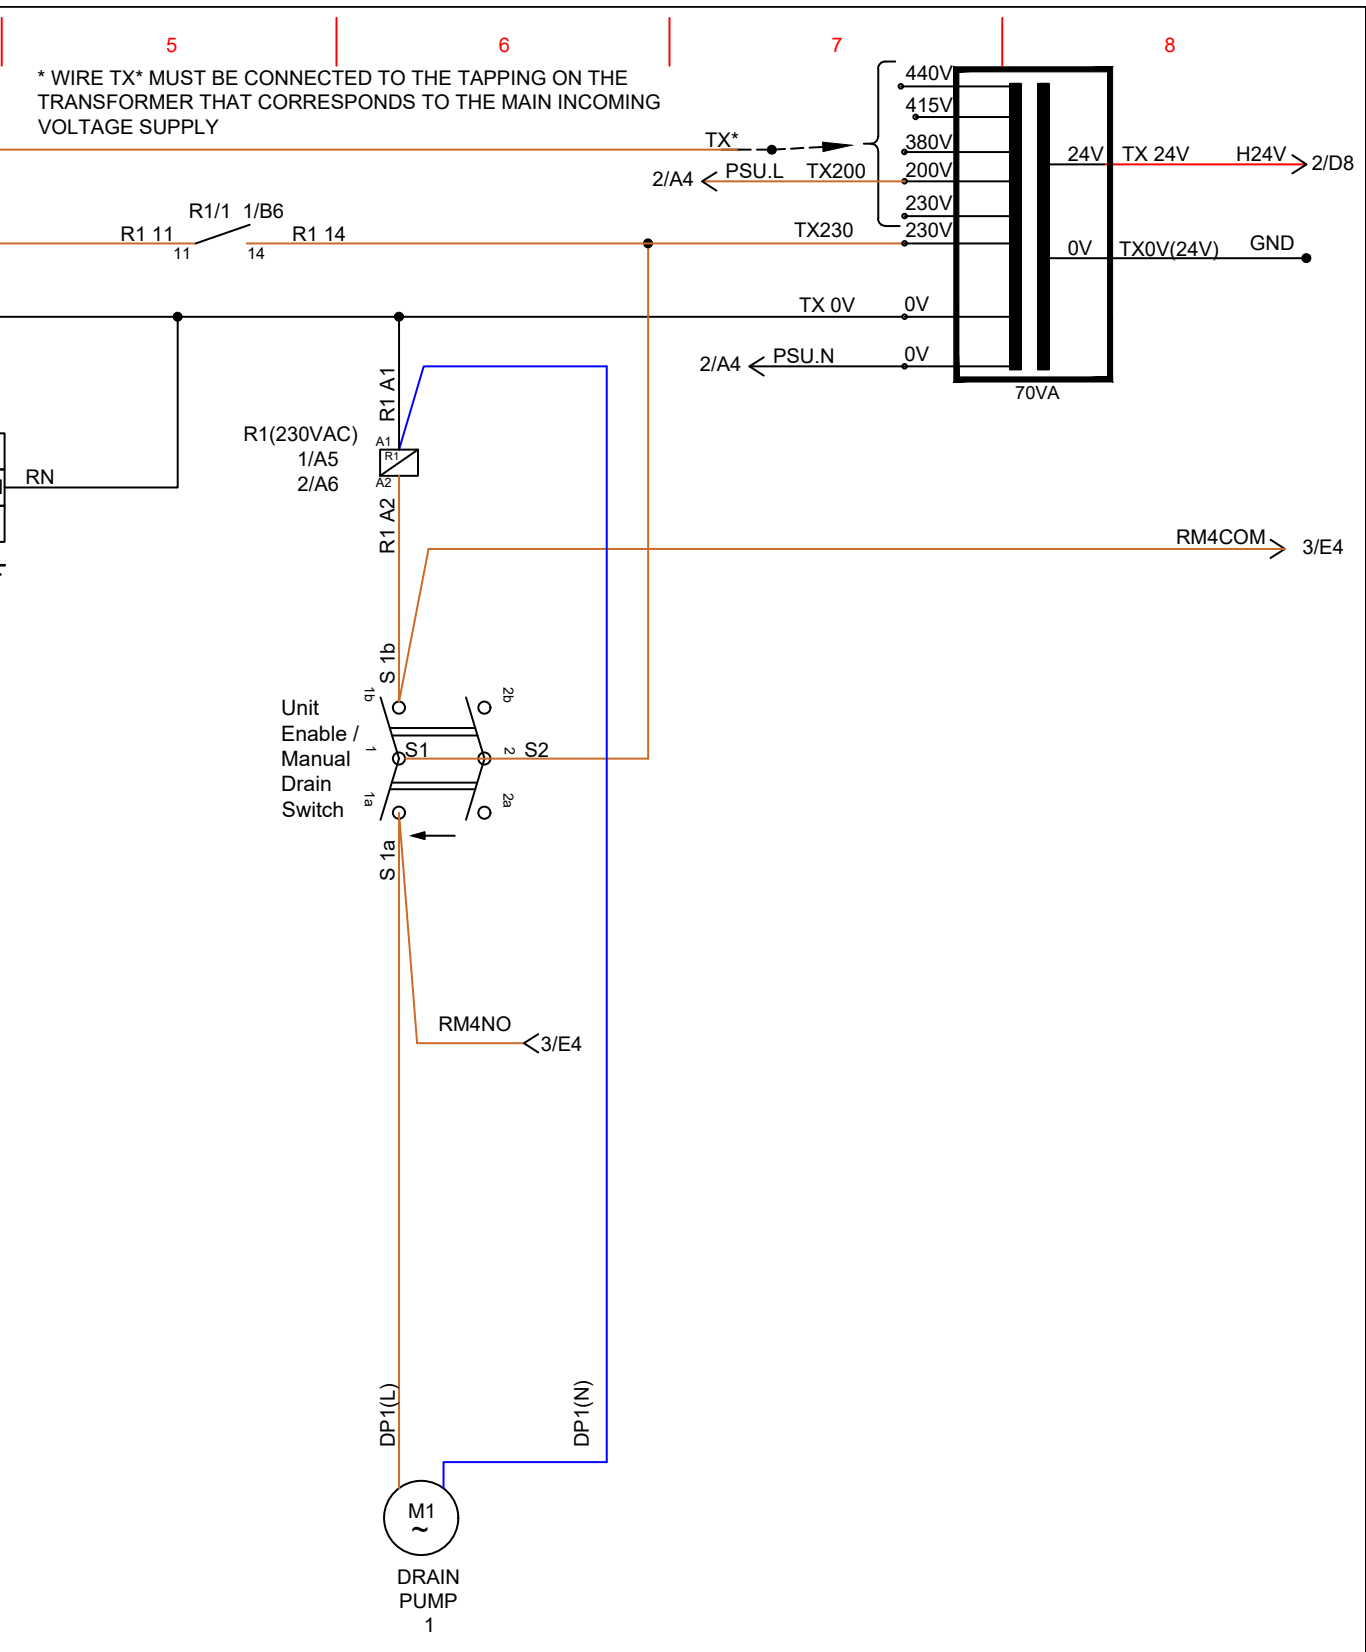 5
6
7
8
* WIRE TX* MUST BE CONNECTED TO THE TAPPING ON THE
TRANSFORMER THAT CORRESPONDS TO THE MAIN INCOMING
VOLTAGE SUPPLY
440V
415V
TX*
380V
24V TX 24V H24V 2/D8
2/A4 PSU.L TX200 200V
R1/1 1/B6
230V
R1 11 R1 14
TX230 230V
11 14
0V TX0V(24V) GND
TX 0V 0V
2/A4 PSU.N 0V
70VA
R1 A1
R1(230VAC)
1/A5
2/A6
A1
R1
A2
RN
R1 A2
RM4COM 3/E4
S 1b
1b
2b
Unit
Enable /
Manual
Drain
Switch
1
S1
2
S2
1a
2a
S 1a
RM4NO
3/E4
DP1(L)
DP1(N)
M1
~
DRAIN
PUMP
1